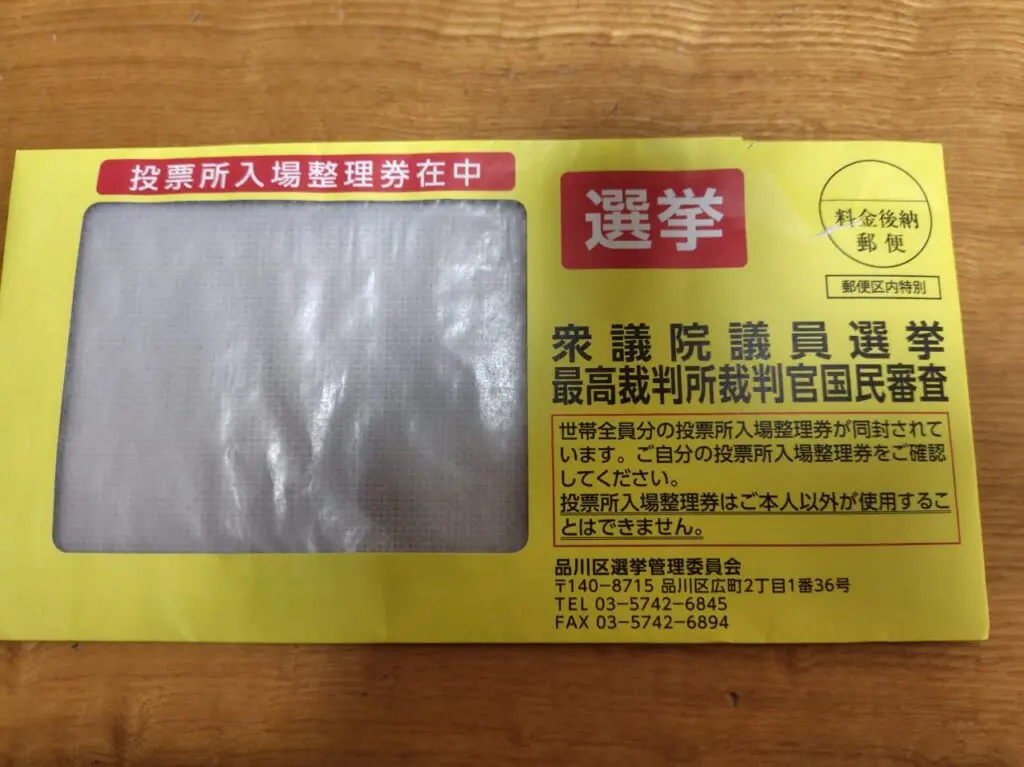 投票所入場整理券在中
選挙
料金後納
郵便
郵便区内特別
衆議院議員選挙
最高裁判所裁判官国民審査
世帯全員分の投票所入場整理券が同封されて
います。ご自分の投票所入場整理券をご確認
してください。
投票所入場整理券はご本人以外が使用するこ
とはできません。
品川区選挙管理委員会
〒140−8715 品川区広町2丁目1番36号
TEL 03−5742−6845
FAX 03−5742−6894